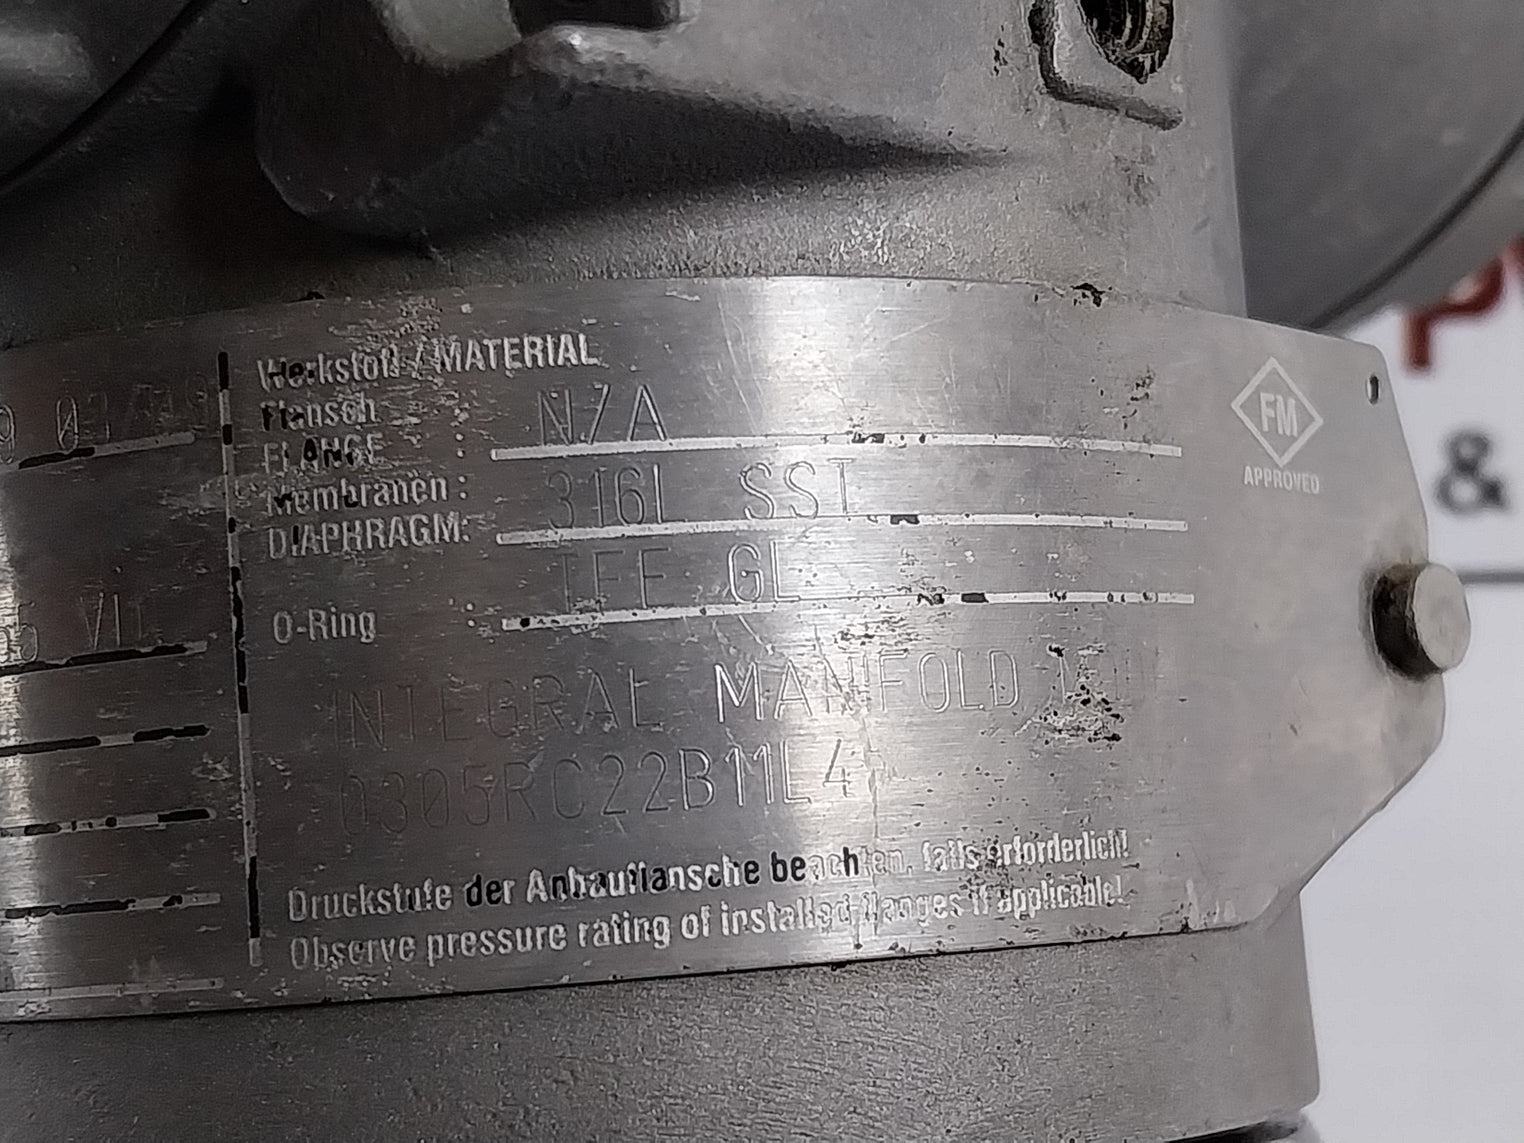 Werkstoff / MATERIAL
Flansch
FLANGE : N/A
Membranen :
DIAPHRAGM: 316L SST
O-Ring : TFE GL
INTEGRAL MANIFOLD
0305RC22B11L4
Druckstufe der Anbauflansche beachten, falls erforderlich!
Observe pressure rating of installed flanges if applicable!
FM
APPROVED
VII
&